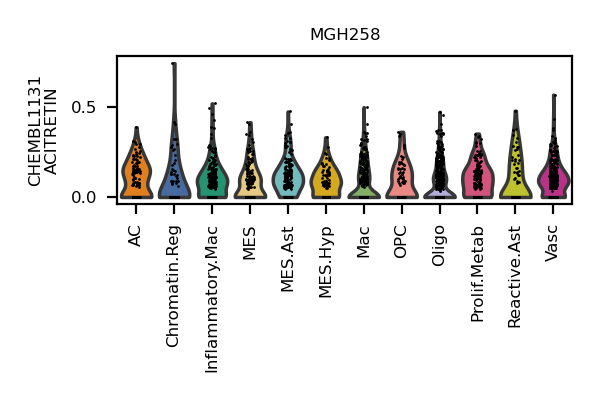 MGH258
CHEMBL1131
ACITRETIN
0.5
0.0
AC
Chromatin.Reg
Inflammatory.Mac
MES
MES.Ast
MES.Hyp
Mac
OPC
Oligo
Prolif.Metab
Reactive.Ast
Vasc